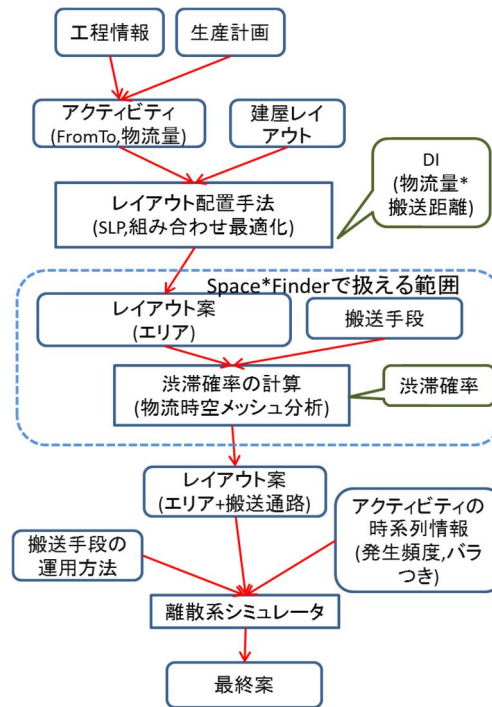 工程情報
生産計画
アクティビティ
(FromTo,物流量)
建屋レイ
アウト
DI
(物流量*
搬送距離)
レイアウト配置手法
(SLP,組み合わせ最適化)
Space*Finderで扱える範囲
レイアウト案
(エリア)
搬送手段
渋滞確率の計算
(物流時空メッシュ分析)
渋滞確率
レイアウト案
(エリア+搬送通路)
アクティビティの
時系列情報
(発生頻度,バラ
つき)
搬送手段の
運用方法
離散系シミュレータ
最終案